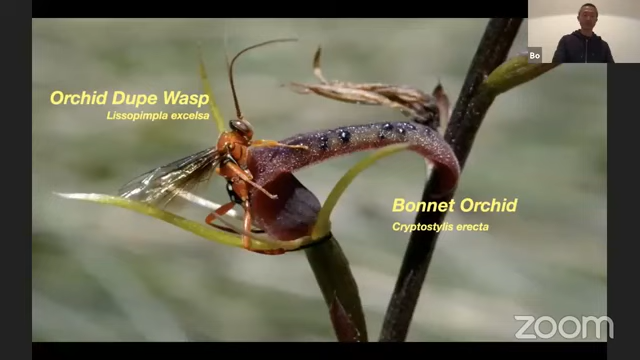 Bo
Orchid Dupe Wasp
Lissopimpla excelsa
Bonnet Orchid
Cryptostylis erecta
zoom